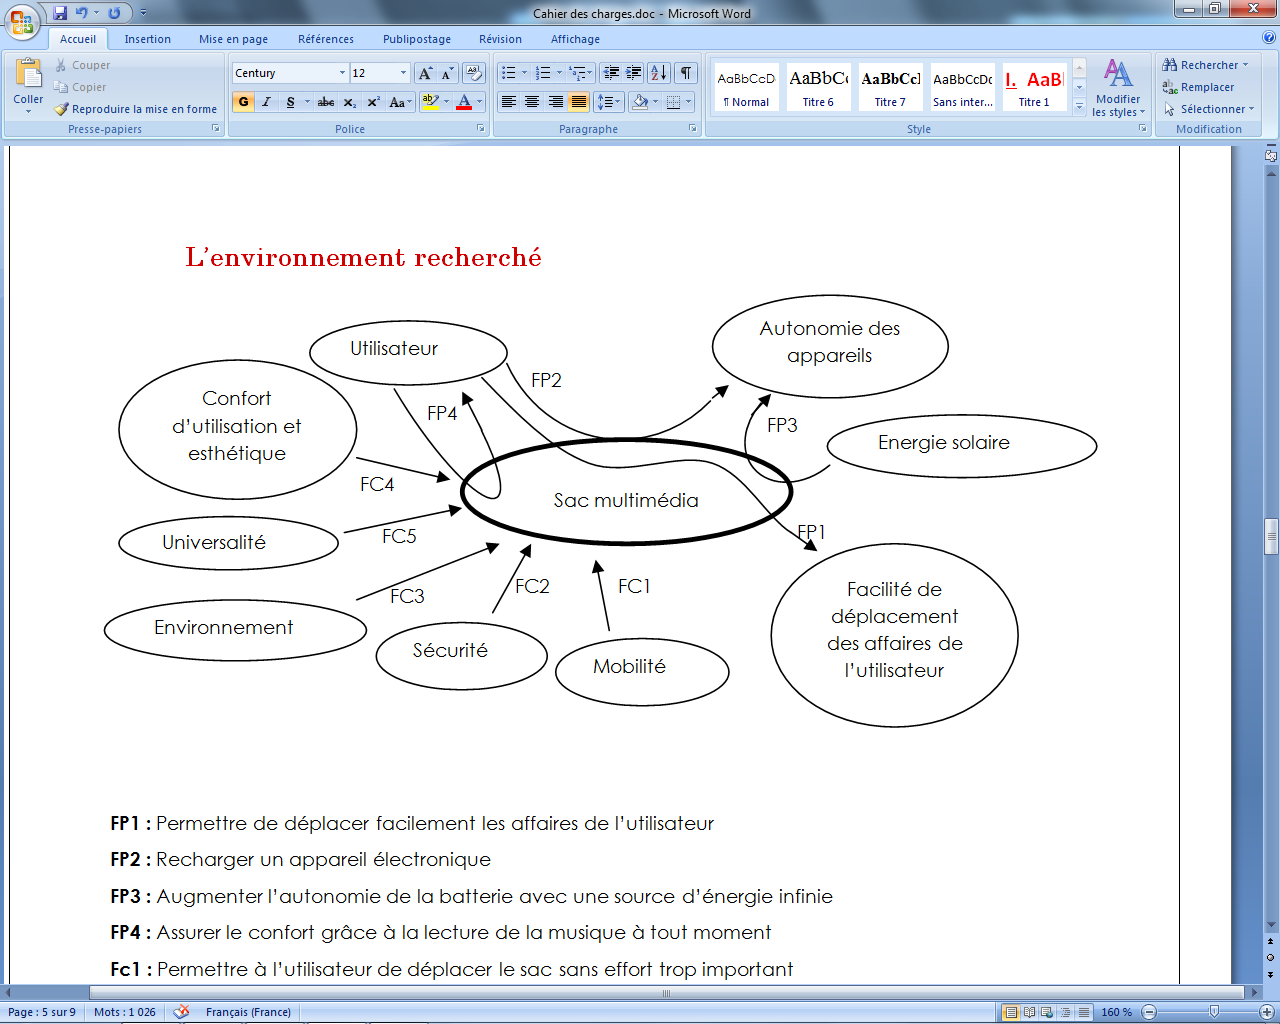 Cahier des charges.doc - Microsoft Word
Accueil Insertion Mise en page Références Publipostage Révision Affichage
Coller
Couper
Copier
Reproduire la mise en forme
Presse-papiers
Century 12
G I S abc x₂ x² Aa
ab A
Police
Paragraphe
AaBbCcD AaBbCc AaBbCcI AaBbCcDc I. AaB
¶ Normal Titre 6 Titre 7 Sans inter... Titre 1
Modifier
les styles
Style
Rechercher
Remplacer
Sélectionner
Modification
L'environnement recherché
Utilisateur
Autonomie des
appareils
Confort
d'utilisation et
esthétique
FP2
FP4
FP3
Energie solaire
FC4
Sac multimédia
Universalité
FC5
FP1
FC3
FC2
FC1
Environnement
Sécurité
Mobilité
Facilité de
déplacement
des affaires de
l'utilisateur
FP1 : Permettre de déplacer facilement les affaires de l'utilisateur
FP2 : Recharger un appareil électronique
FP3 : Augmenter l'autonomie de la batterie avec une source d'énergie infinie
FP4 : Assurer le confort grâce à la lecture de la musique à tout moment
Fc1 : Permettre à l'utilisateur de déplacer le sac sans effort trop important
Page : 5 sur 9 Mots : 1 026 Français (France) 160 %